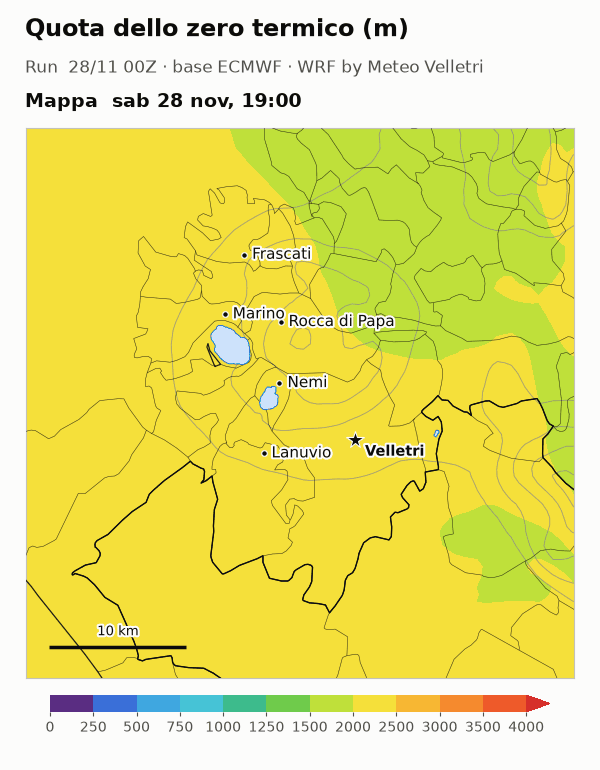 Quota dello zero termico (m)
Run  28/11 00Z · base ECMWF · WRF by Meteo Velletri
Mappa  sab 28 nov, 19:00
Frascati
Marino
Rocca di Papa
Nemi
Velletri
Lanuvio
10 km
0 250 500 750 1000 1250 1500 2000 2500 3000 3500 4000